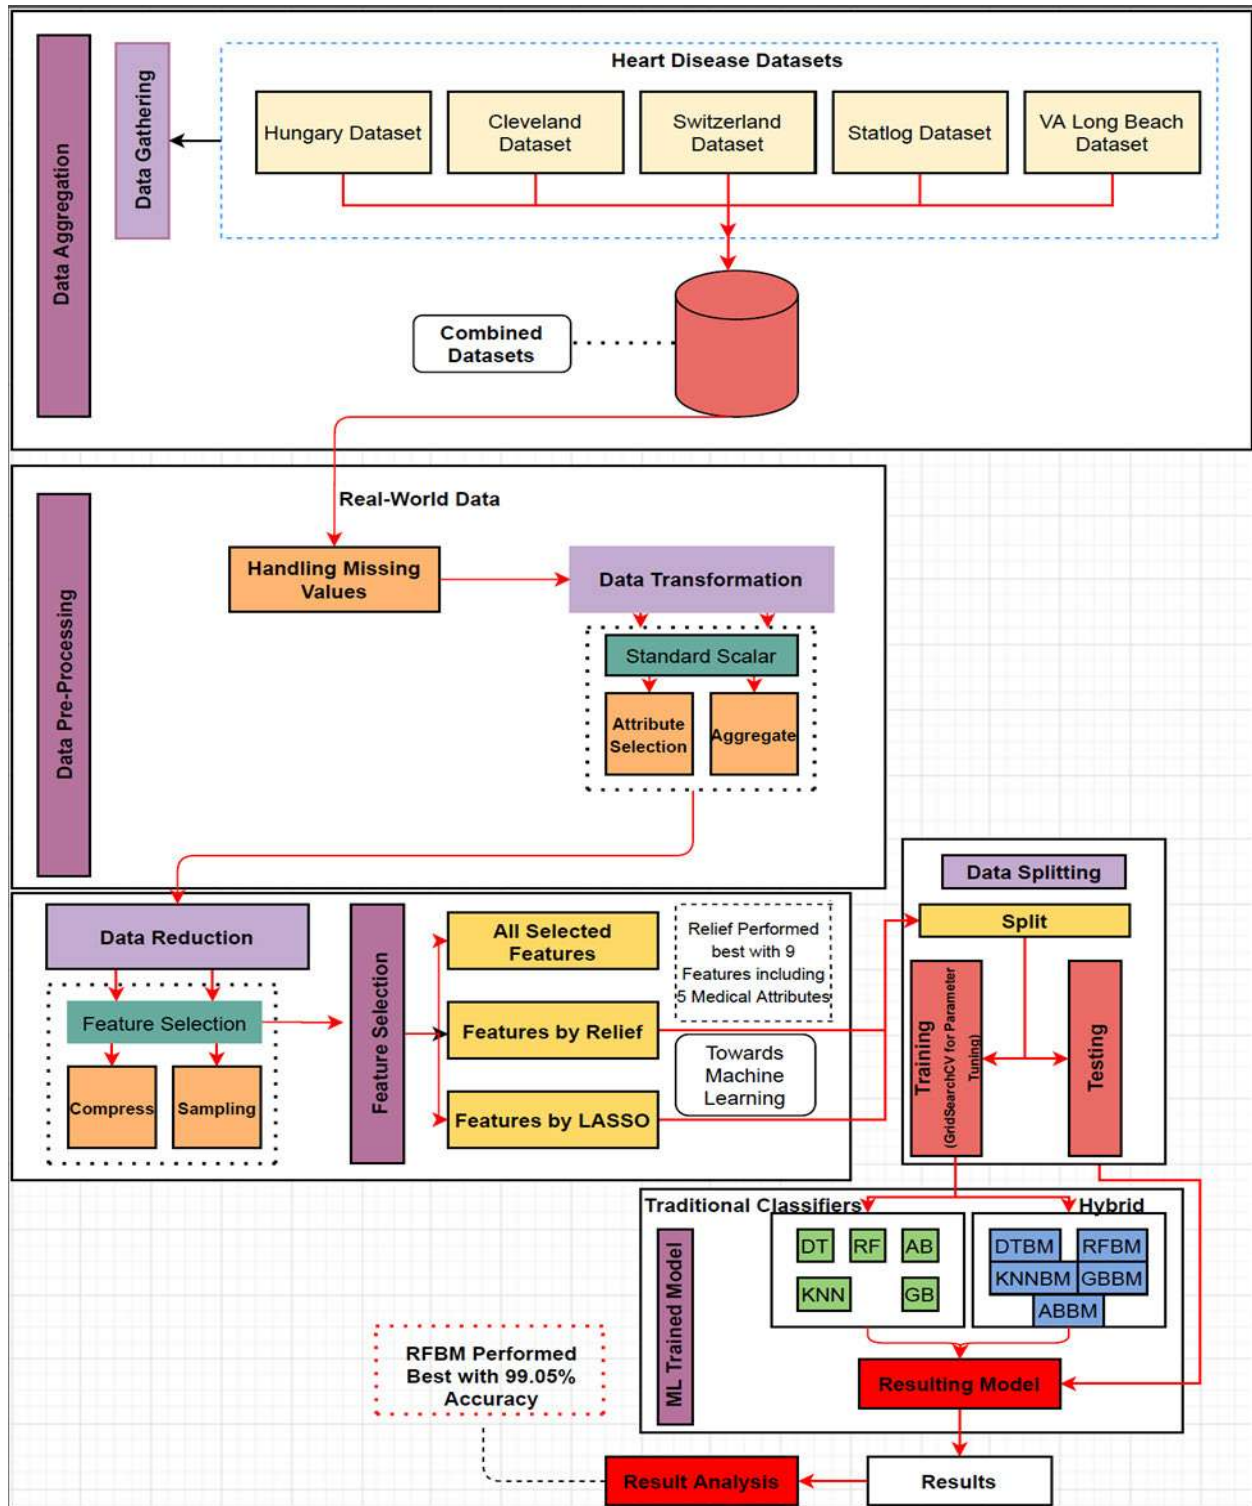 Data Aggregation
Data Gathering
Heart Disease Datasets
Hungary Dataset
Cleveland
Dataset
Switzerland
Dataset
Statlog Dataset
VA Long Beach
Dataset
Combined
Datasets
Data Pre-Processing
Real-World Data
Handling Missing
Values
Data Transformation
Standard Scalar
Attribute
Selection
Aggregate
Data Reduction
Feature Selection
Compress
Sampling
Feature Selection
All Selected
Features
Features by Relief
Features by LASSO
Relief Performed
best with 9
Features including
5 Medical Attributes
Towards
Machine
Learning
Data Splitting
Split
Training
(GridSearchCV for Parameter
Tuning)
Testing
ML Trained Model
Traditional Classifiers
DT
RF
AB
KNN
GB
Hybrid
DTBM
RFBM
KNNBM
GBBM
ABBM
Resulting Model
Results
Result Analysis
RFBM Performed
Best with 99.05%
Accuracy